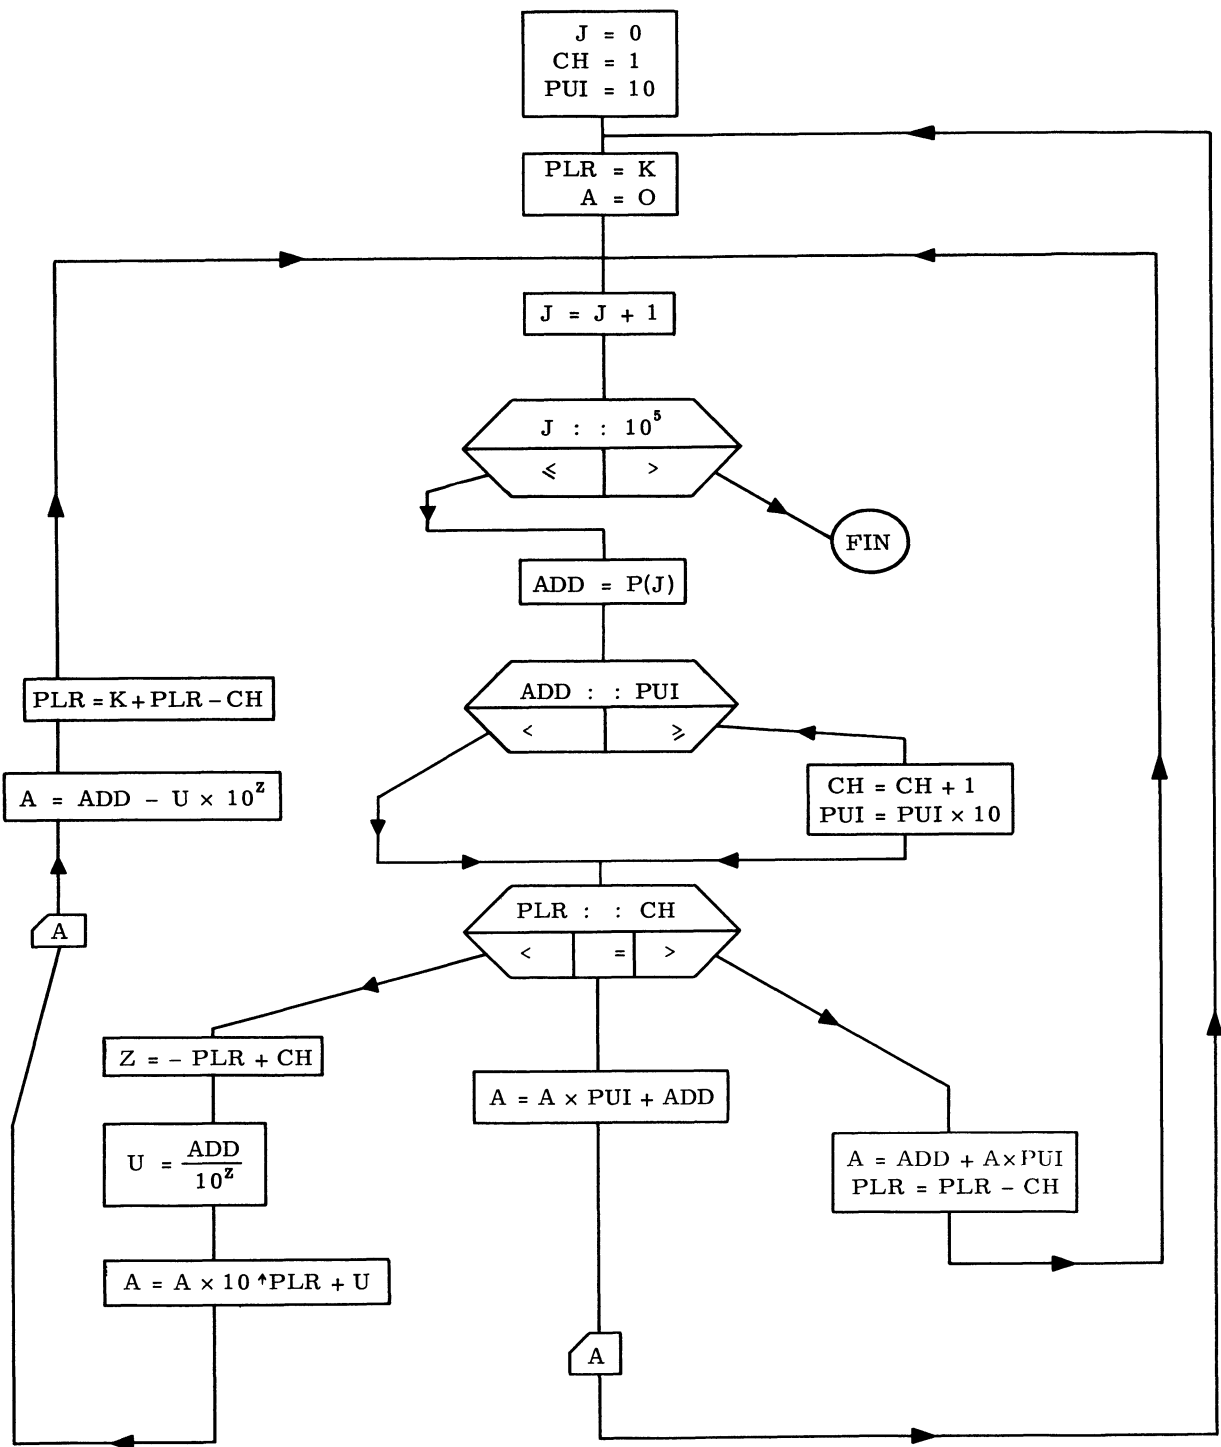 J = 0
CH = 1
PUI = 10
PLR = K
A = O
J = J + 1
J : : 10⁵
⩽ >
FIN
ADD = P(J)
ADD : : PUI
< ⩾
PLR = K + PLR - CH
CH = CH + 1
PUI = PUI × 10
A = ADD - U × 10ᶻ
PLR : : CH
< = >
A
Z = - PLR + CH
A = A × PUI + ADD
U = ADD
10ᶻ
A = ADD + A × PUI
PLR = PLR - CH
A = A × 10 ↑PLR + U
A